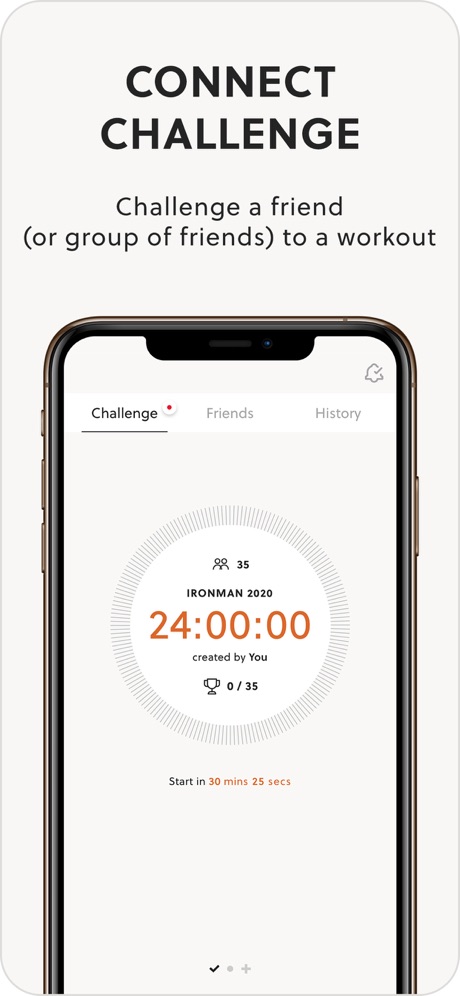 CONNECT
CHALLENGE
Challenge a friend
(or group of friends) to a workout
Challenge Friends History
35
IRONMAN 2020
24:00:00
created by You
0 / 35
Start in 30 mins 25 secs